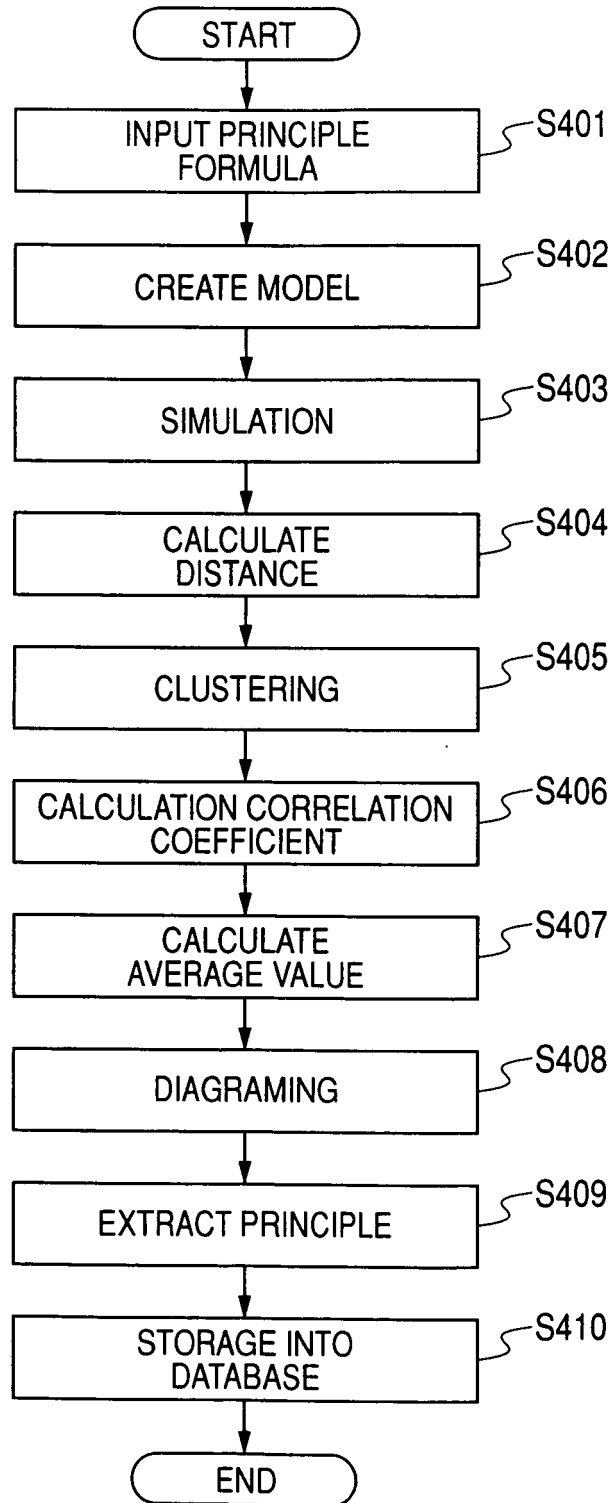 START
INPUT PRINCIPLE
FORMULA
S401
CREATE MODEL
S402
SIMULATION
S403
CALCULATE
DISTANCE
S404
CLUSTERING
S405
CALCULATION CORRELATION
COEFFICIENT
S406
CALCULATE
AVERAGE VALUE
S407
DIAGRAMING
S408
EXTRACT PRINCIPLE
S409
STORAGE INTO
DATABASE
S410
END